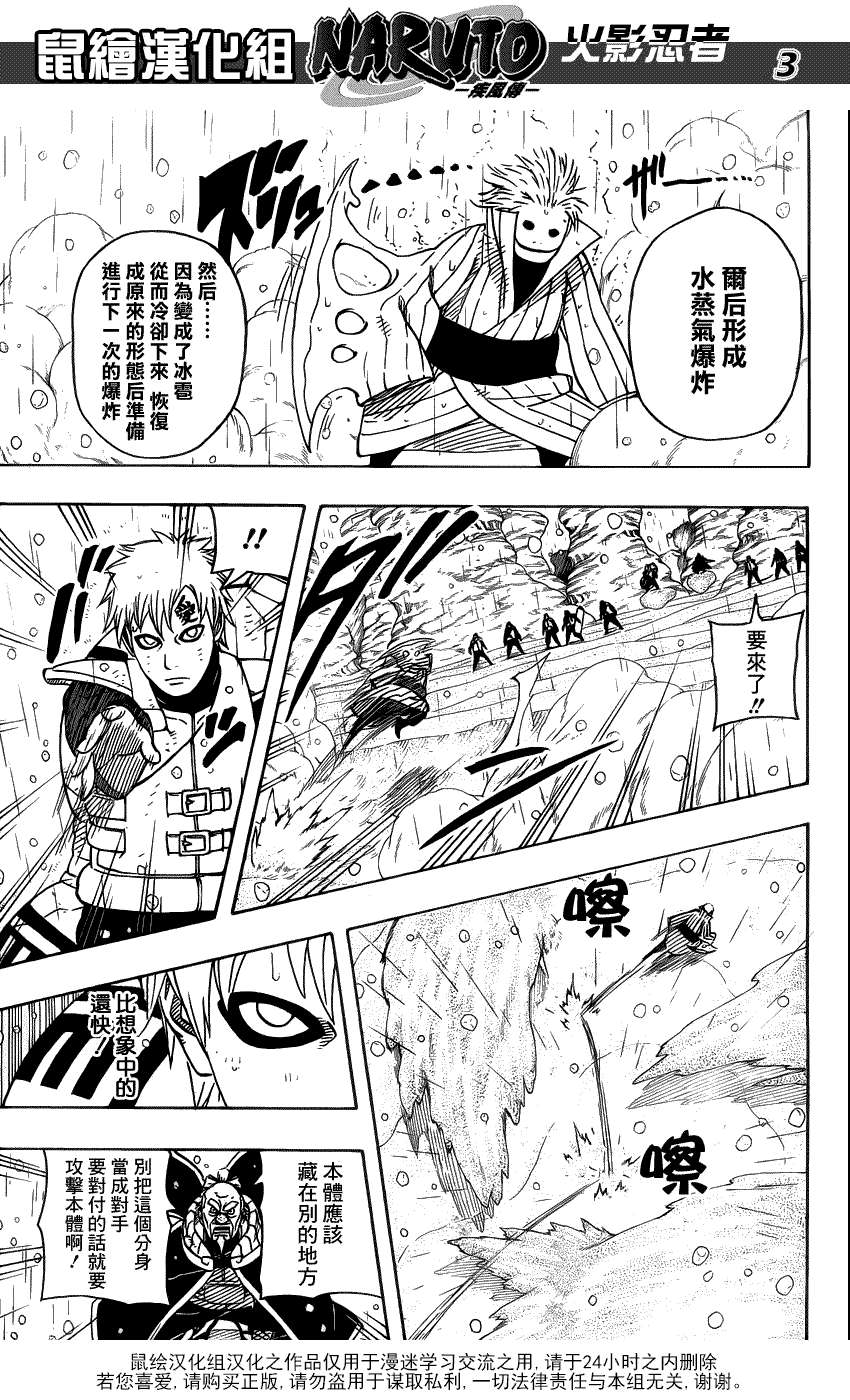 鼠繪漢化組
NARUTO
疾風傳
火影忍者
3
爾后形成
水蒸氣爆炸
ザーー
ズリュ
然后……
因為變成了冰雹
從而冷卻下來 恢復
成原來的形態后準備
進行下一次的爆炸
要來了!!
ダッ
!!
愛
比想象中的
還快!
嚓
嚓
本體應該
藏在別的地方
別把這個分身
當成對手
要對付的話就要
攻擊本體啊!
鼠绘汉化组汉化之作品仅用于漫迷学习交流之用, 请于24小时之内删除
若您喜爱, 请购买正版, 请勿盗用于谋取私利, 一切法律责任与本组无关, 谢谢。